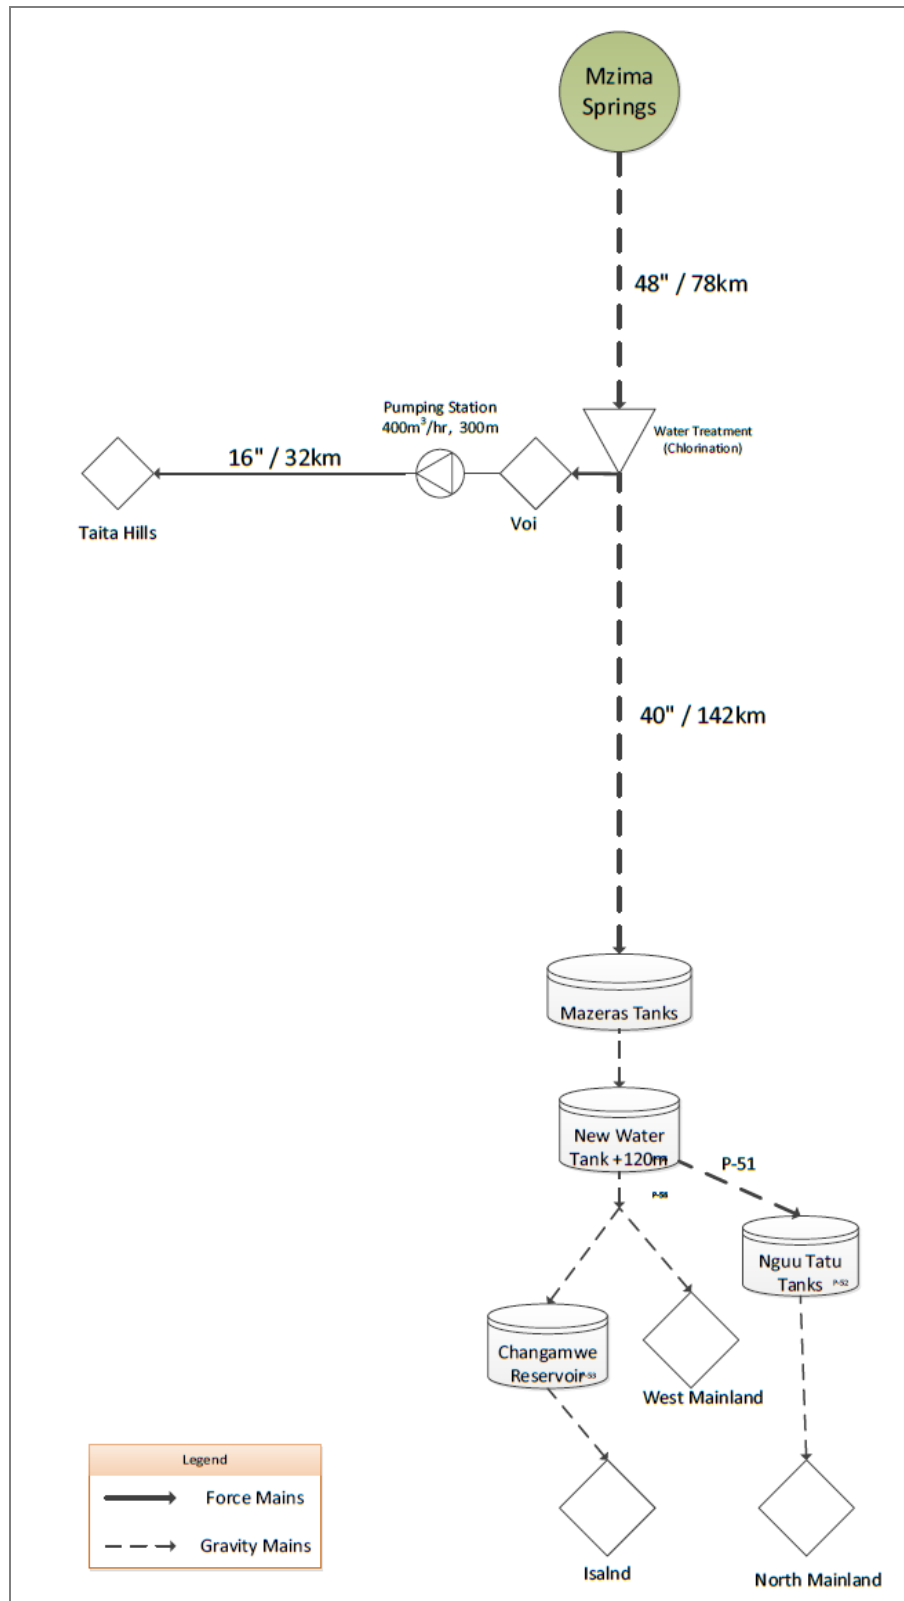 Mzima
Springs
48" / 78km
Pumping Station
400m³/hr, 300m
Water Treatment
(Chlorination)
16" / 32km
Taita Hills
Voi
40" / 142km
Mazeras Tanks
New Water
Tank +120m
P-51
P-52
Nguu Tatu
Tanks
Changamwe
Reservoir
P-53
West Mainland
Legend
Force Mains
Gravity Mains
Isalnd
North Mainland